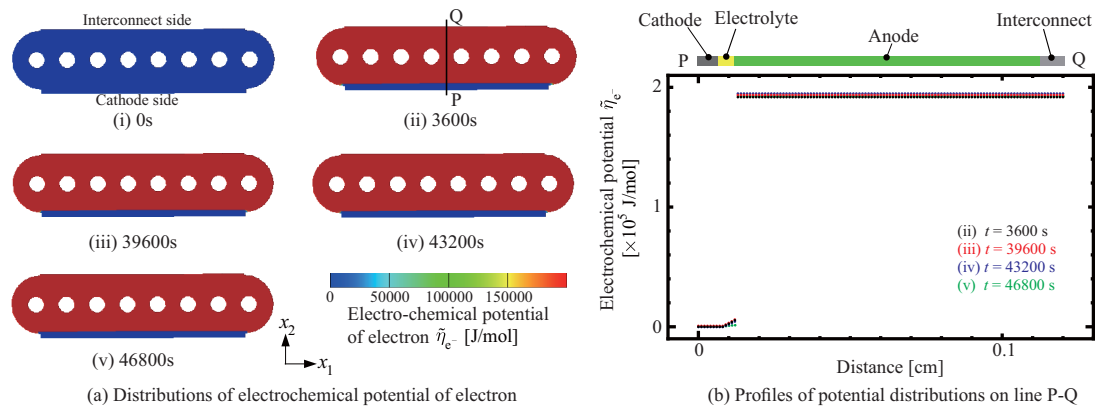 Interconnect side
Cathode side
(i) 0s
Q
P
(ii) 3600s
(iii) 39600s
(iv) 43200s
(v) 46800s
0 50000 100000 150000
Electro-chemical potential
of electron η̃e⁻ [J/mol]
x2
x1
(a) Distributions of electrochemical potential of electron
Cathode
Electrolyte
Anode
Interconnect
P
Q
Electrochemical potential η̃e⁻
[×10⁵ J/mol]
2
1
0
(ii) t = 3600 s
(iii) t = 39600 s
(iv) t = 43200 s
(v) t = 46800 s
0 0.1
Distance [cm]
(b) Profiles of potential distributions on line P-Q